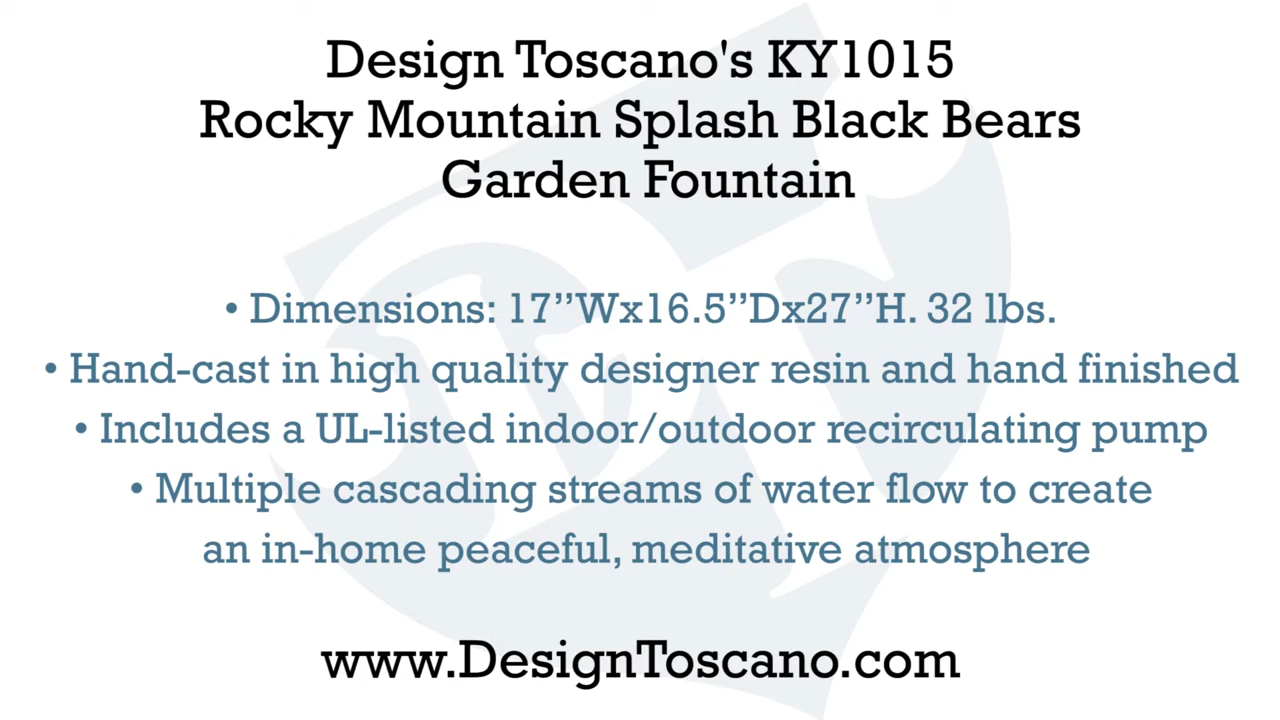 Design Toscano's KY1015
Rocky Mountain Splash Black Bears
Garden Fountain
• Dimensions: 17”Wx16.5”Dx27”H. 32 lbs.
• Hand-cast in high quality designer resin and hand finished
• Includes a UL-listed indoor/outdoor recirculating pump
• Multiple cascading streams of water flow to create
an in-home peaceful, meditative atmosphere
www.DesignToscano.com